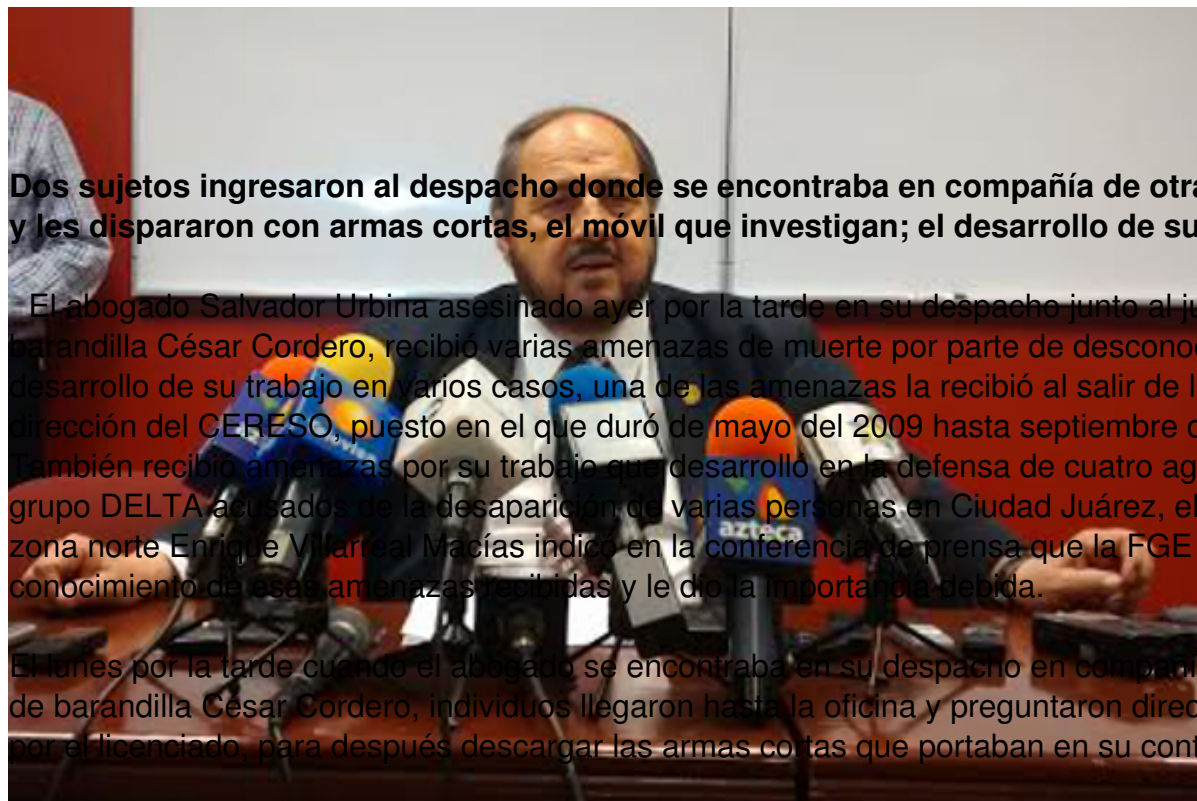 Dos sujetos ingresaron al despacho donde se encontraba en compañía de otra
y les dispararon con armas cortas, el móvil que investigan; el desarrollo de su
El abogado Salvador Urbina asesinado ayer por la tarde en su despacho junto al ju
barandilla César Cordero, recibió varias amenazas de muerte por parte de desconoc
desarrollo de su trabajo en varios casos, una de las amenazas la recibió al salir de l
dirección del CERESO, puesto en el que duró de mayo del 2009 hasta septiembre d
También recibió amenazas por su trabajo que desarrolló en la defensa de cuatro ag
grupo DELTA acusados de la desaparición de varias personas en Ciudad Juárez, el
zona norte Enrique Villarreal Macías indicó en la conferencia de prensa que la FGE
conocimiento de esas amenazas recibidas y le dio la importancia debida.
azteca
El lunes por la tarde cuando el abogado se encontraba en su despacho en compañí
de barandilla César Cordero, individuos llegaron hasta la oficina y preguntaron direc
por el licenciado, para después descargar las armas cortas que portaban en su cont